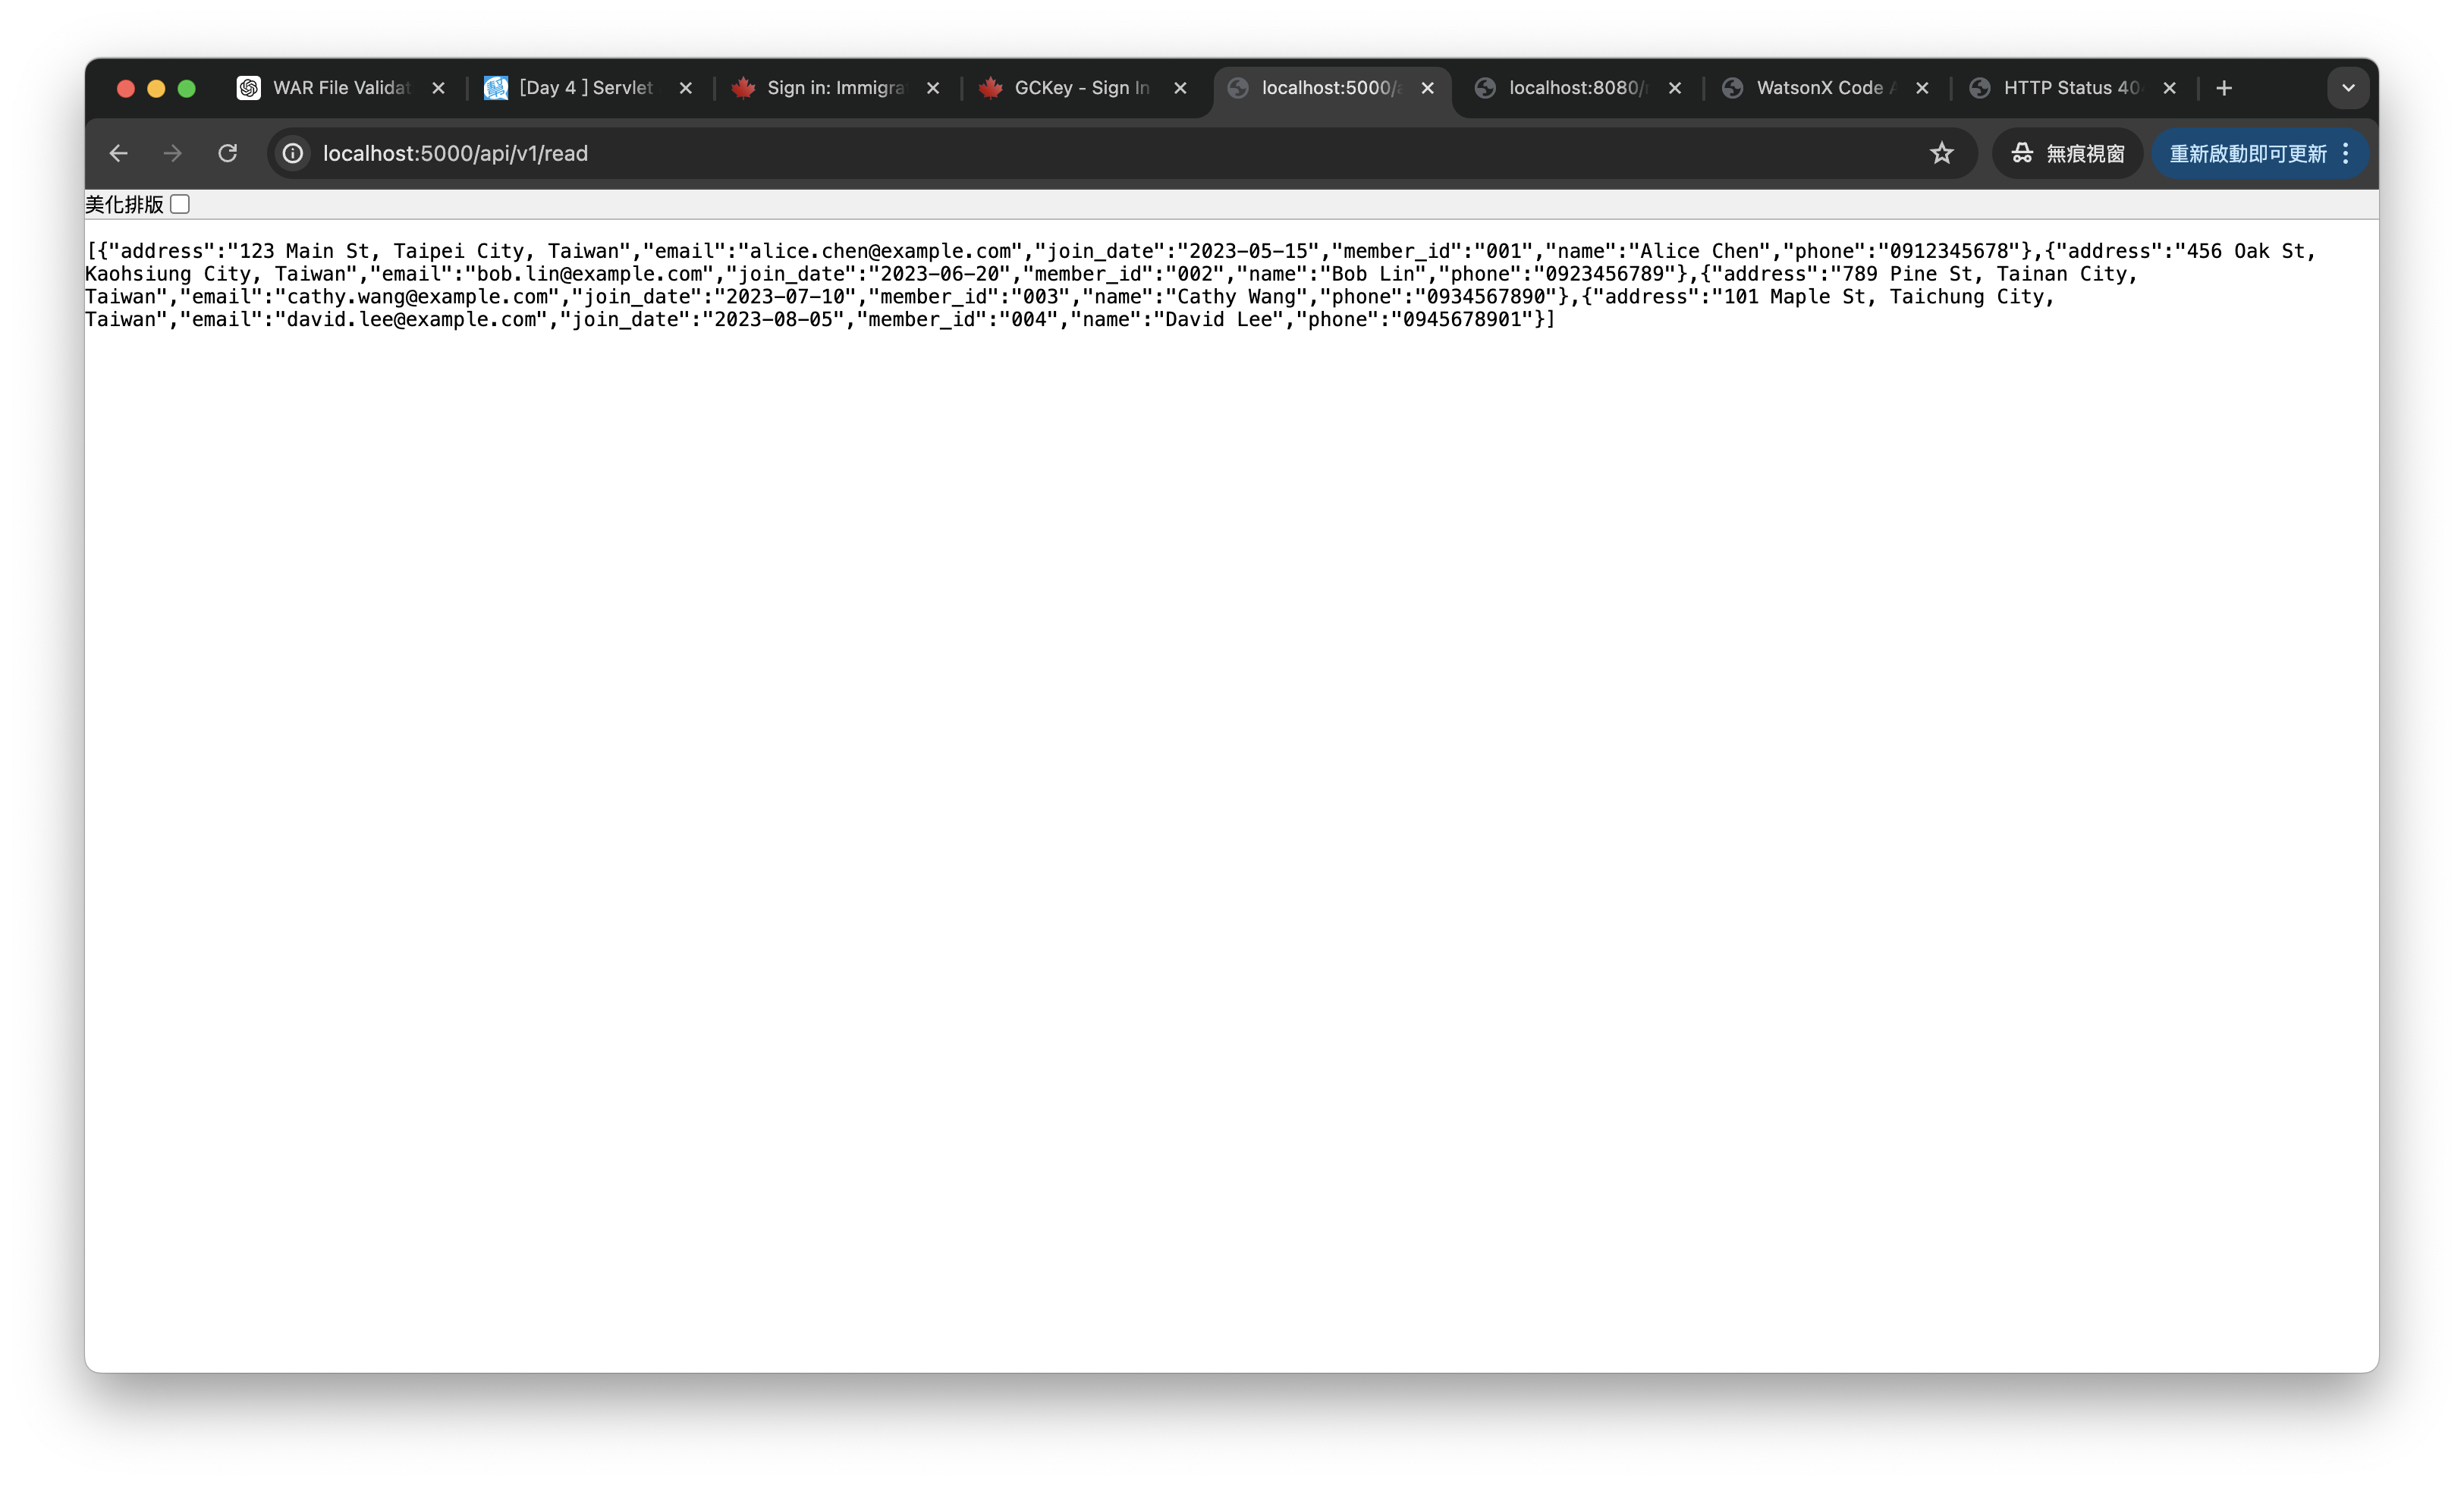 WAR File Validat
[Day 4 ] Servlet
Sign in: Immigra
GCKey - Sign In
localhost:5000/a
localhost:8080/r
WatsonX Code A
HTTP Status 40
localhost:5000/api/v1/read
無痕視窗
重新啟動即可更新
美化排版
[{"address":"123 Main St, Taipei City, Taiwan","email":"alice.chen@example.com","join_date":"2023-05-15","member_id":"001","name":"Alice Chen","phone":"0912345678"},{"address":"456 Oak St,
Kaohsiung City, Taiwan","email":"bob.lin@example.com","join_date":"2023-06-20","member_id":"002","name":"Bob Lin","phone":"0923456789"},{"address":"789 Pine St, Tainan City,
Taiwan","email":"cathy.wang@example.com","join_date":"2023-07-10","member_id":"003","name":"Cathy Wang","phone":"0934567890"},{"address":"101 Maple St, Taichung City,
Taiwan","email":"david.lee@example.com","join_date":"2023-08-05","member_id":"004","name":"David Lee","phone":"0945678901"}]